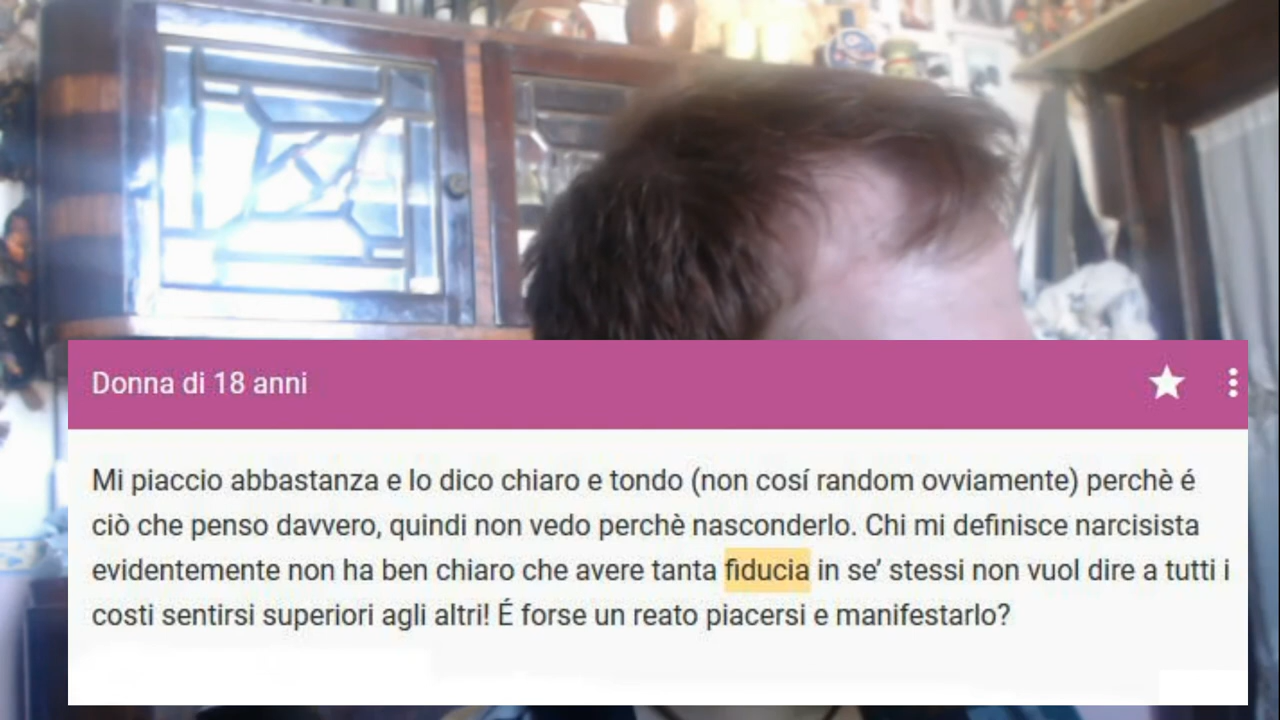 Donna di 18 anni
Mi piaccio abbastanza e lo dico chiaro e tondo (non cosí random ovviamente) perchè é
ciò che penso davvero, quindi non vedo perchè nasconderlo. Chi mi definisce narcisista
evidentemente non ha ben chiaro che avere tanta fiducia in se' stessi non vuol dire a tutti i
costi sentirsi superiori agli altri! É forse un reato piacersi e manifestarlo?